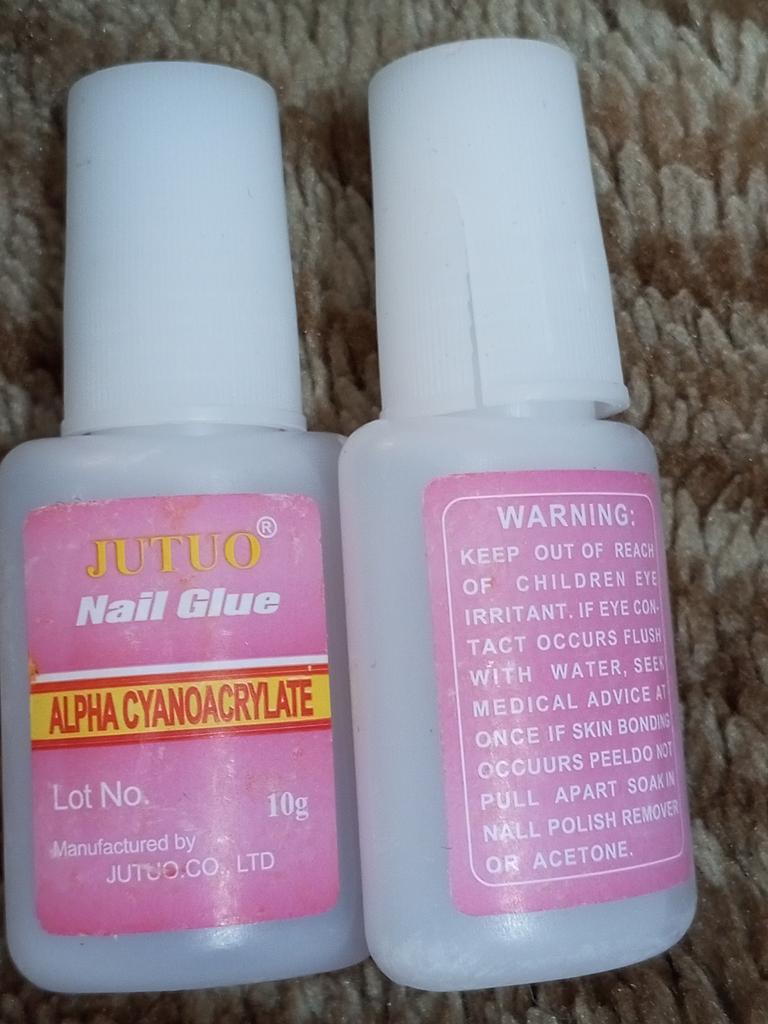 JUTUO®
Nail Glue
ALPHA CYANOACRYLATE
Lot No.
10g
Manufactured by
JUTUO.CO., LTD
WARNING:
KEEP OUT OF REACH
OF CHILDREN EYE
IRRITANT. IF EYE CON-
TACT OCCURS FLUSH
WITH WATER, SEEK
MEDICAL ADVICE AT
ONCE IF SKIN BONDING
OCCUURS PEELDO NOT
PULL APART SOAK IN
NALL POLISH REMOVER
OR ACETONE.